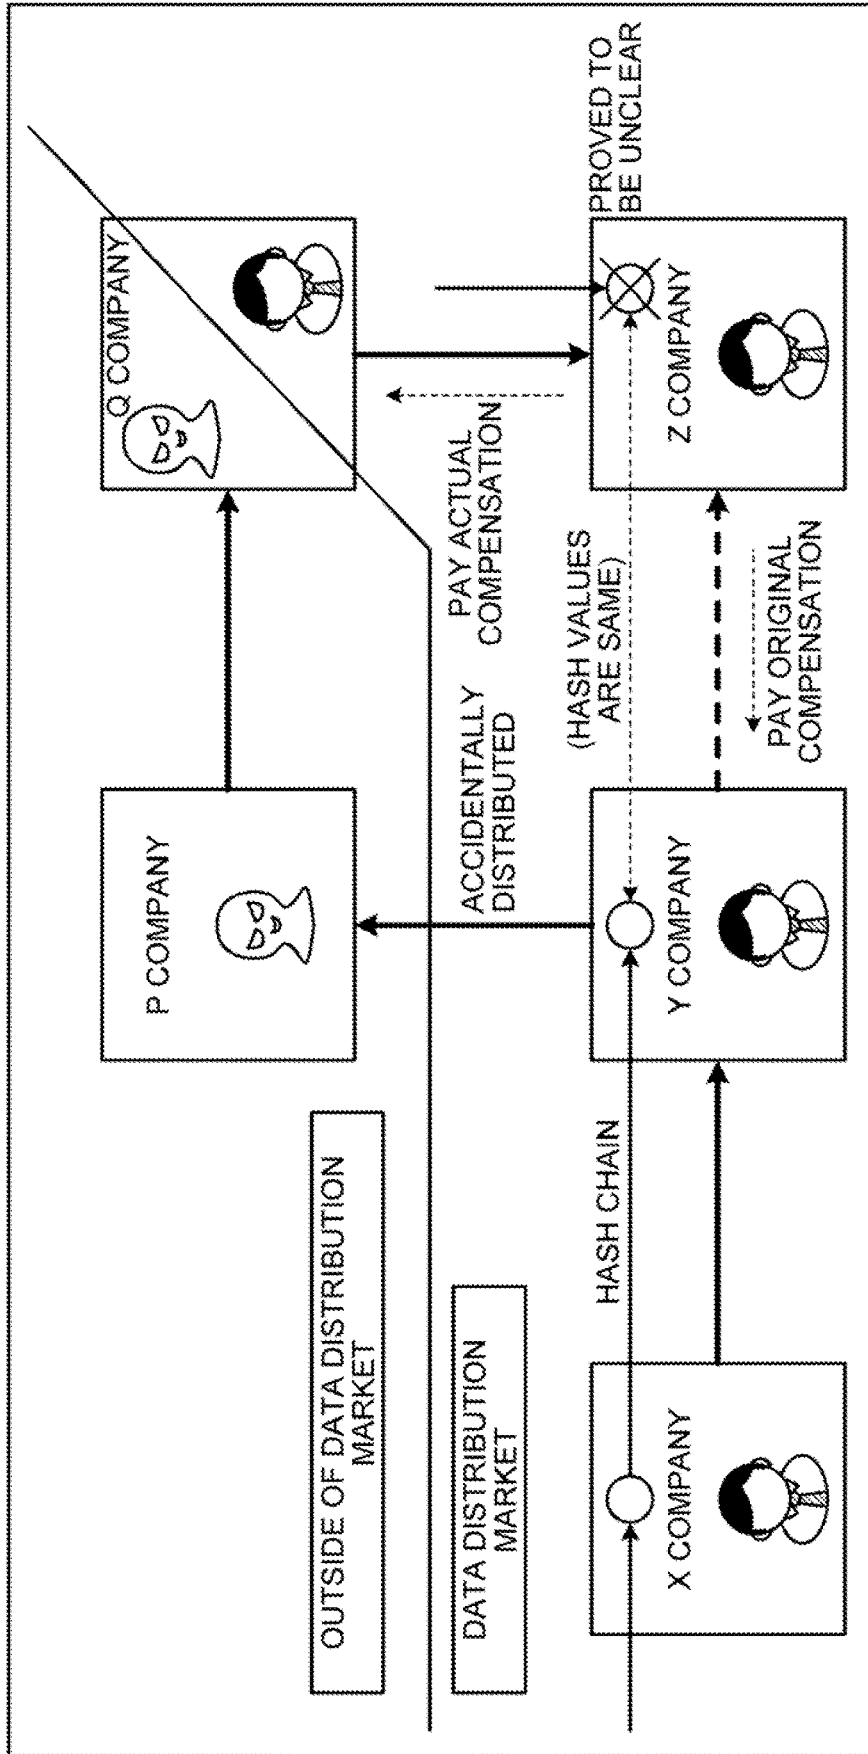 P COMPANY
Q COMPANY
OUTSIDE OF DATA DISTRIBUTION
MARKET
DATA DISTRIBUTION
MARKET
ACCIDENTALLY
DISTRIBUTED
PAY ACTUAL
COMPENSATION
PROVED TO
BE UNCLEAR
HASH CHAIN
(HASH VALUES
ARE SAME)
X COMPANY
Y COMPANY
Z COMPANY
PAY ORIGINAL
COMPENSATION